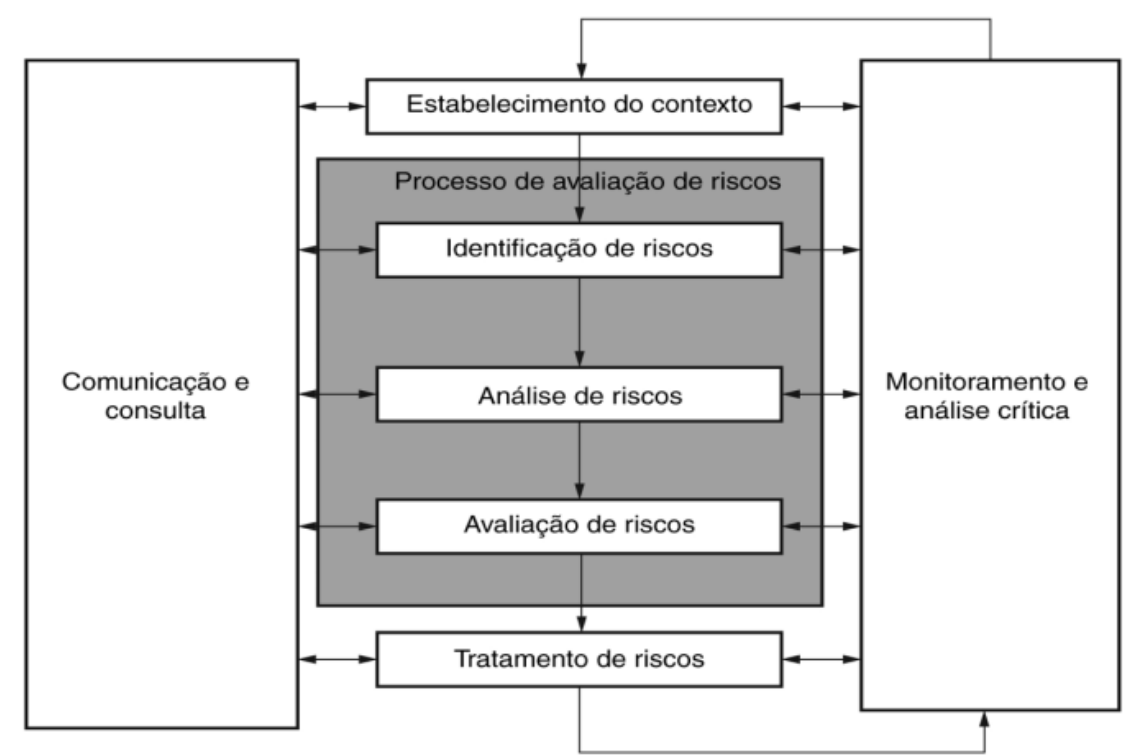 Estabelecimento do contexto
Processo de avaliação de riscos
Identificação de riscos
Comunicação e
consulta
Análise de riscos
Monitoramento e
análise crítica
Avaliação de riscos
Tratamento de riscos